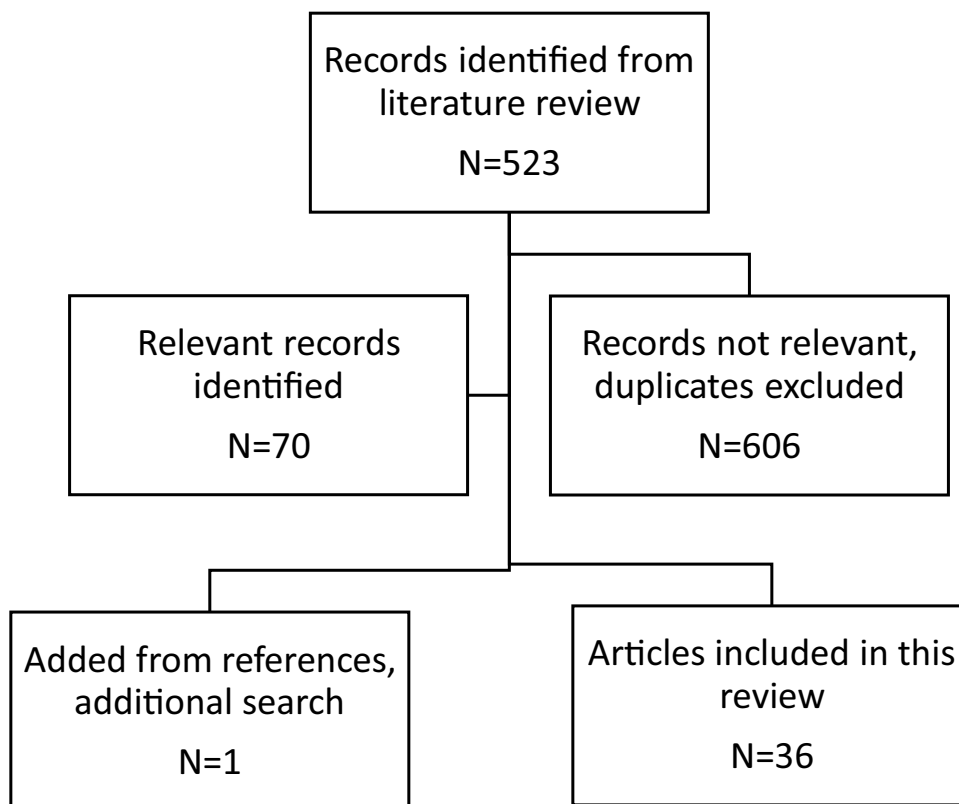 Records identified from
literature review
N=523
Relevant records
identified
N=70
Records not relevant,
duplicates excluded
N=606
Added from references,
additional search
N=1
Articles included in this
review
N=36